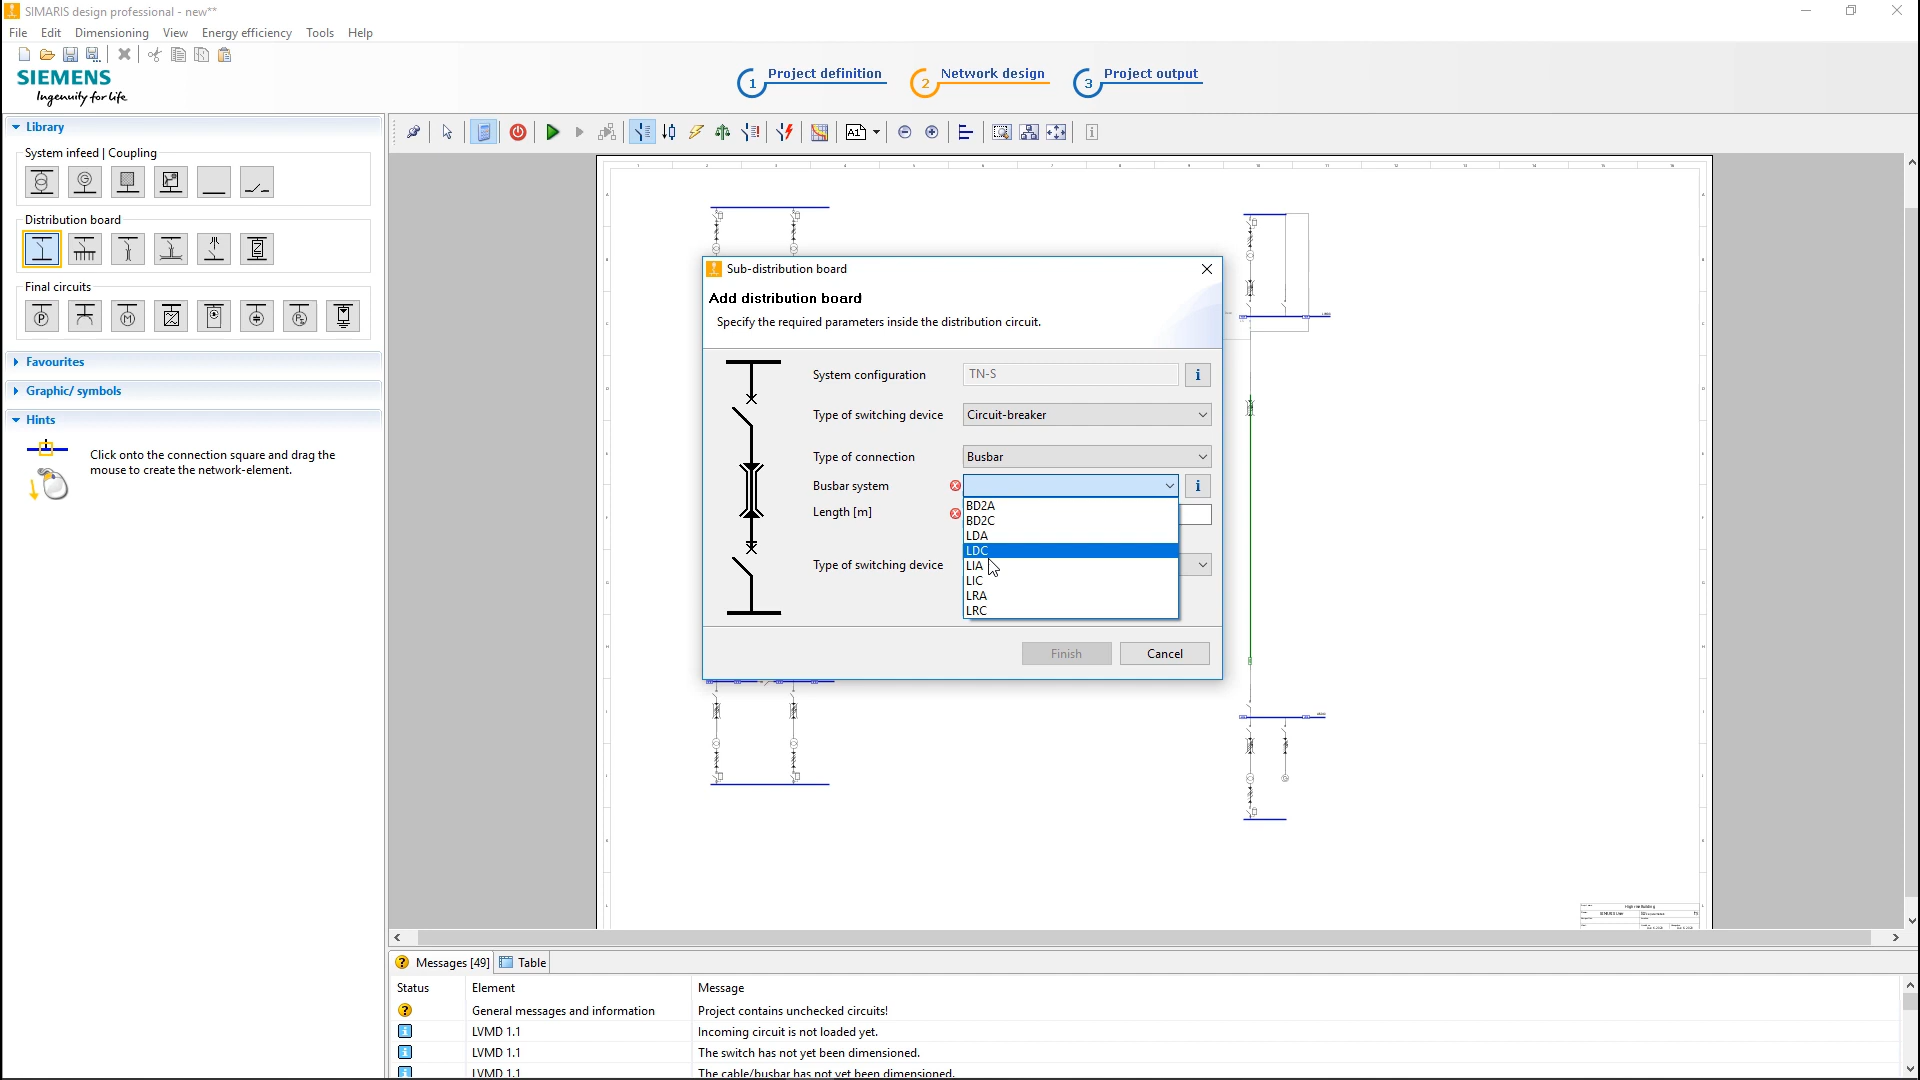 SIMARIS design professional - new**
File Edit Dimensioning View Energy efficiency Tools Help
SIEMENS
Ingenuity for life
1 Project definition
2 Network design
3 Project output
Library
System infeed | Coupling
Distribution board
Final circuits
Favourites
Graphic/ symbols
Hints
Click onto the connection square and drag the
mouse to create the network-element.
A1
Sub-distribution board
Add distribution board
Specify the required parameters inside the distribution circuit.
System configuration TN-S
Type of switching device Circuit-breaker
Type of connection Busbar
Busbar system
Length [m]
BD2A
BD2C
LDA
LDC
LIA
LIC
LRA
LRC
Type of switching device
Finish Cancel
Messages [49] Table
Status Element Message
General messages and information Project contains unchecked circuits!
LVMD 1.1 Incoming circuit is not loaded yet.
LVMD 1.1 The switch has not yet been dimensioned.
LVMD 1.1 The cable/busbar has not yet been dimensioned.